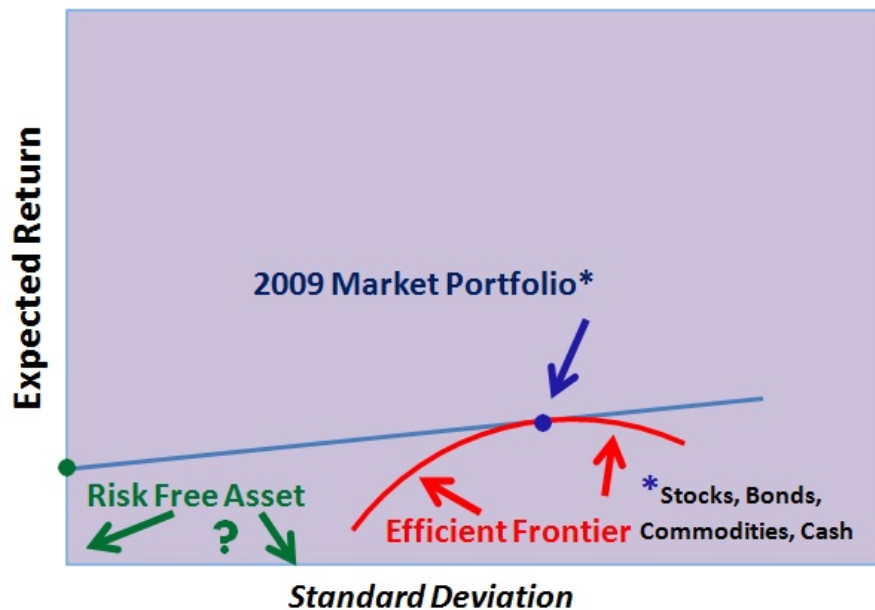 Expected Return
2009 Market Portfolio*
Risk Free Asset
?
Efficient Frontier
*Stocks, Bonds,
Commodities, Cash
Standard Deviation